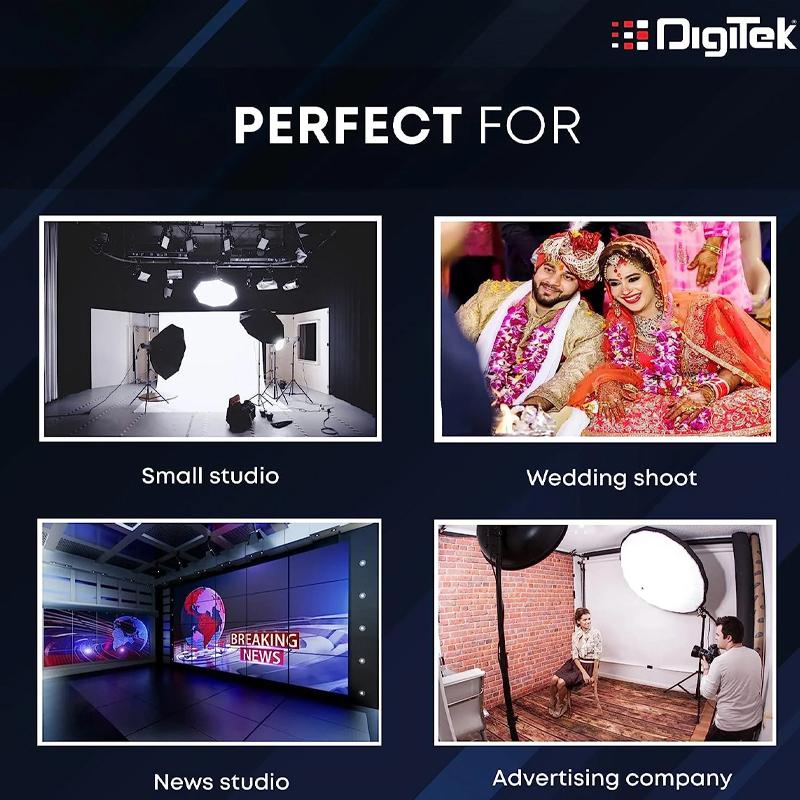 DigiTek®
PERFECT FOR
Small studio
Wedding shoot
BREAKING
NEWS
News studio
Advertising company